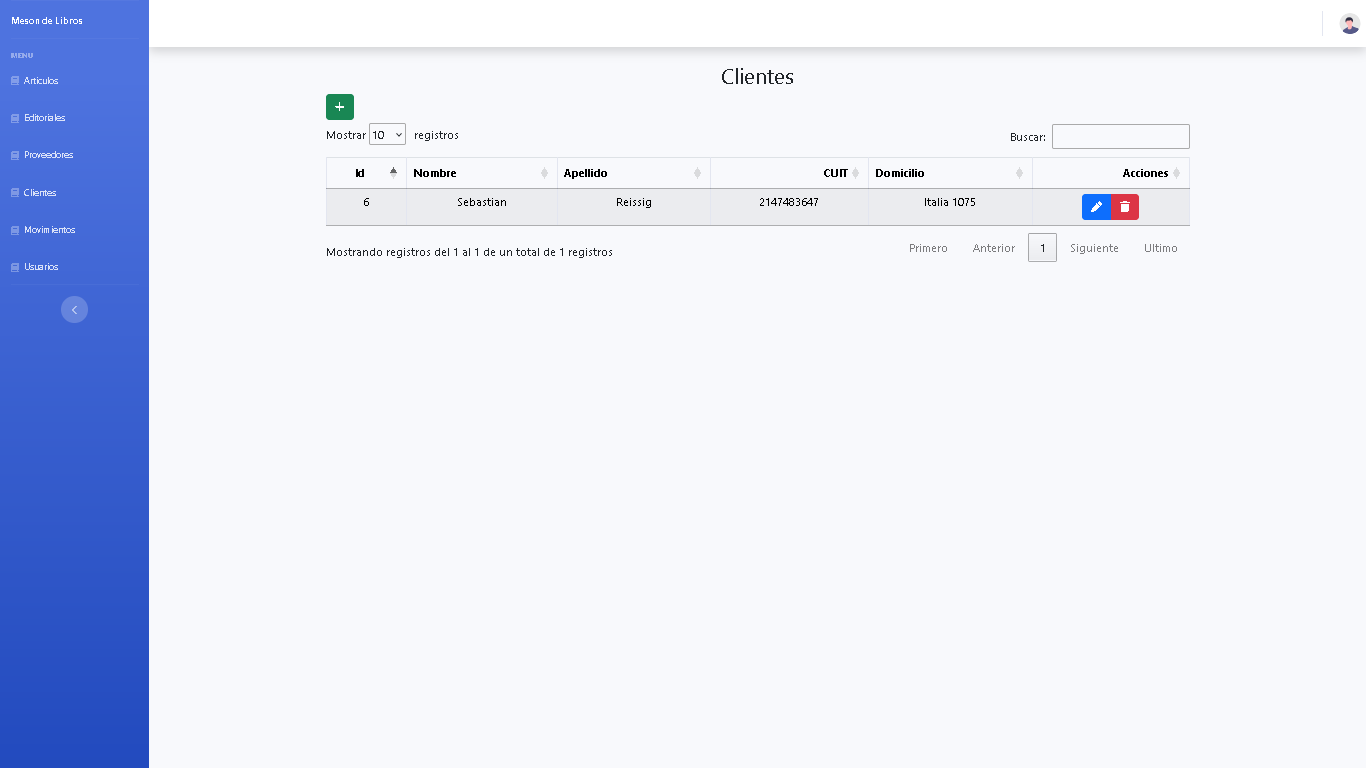 Meson de Libros
MENU
Articulos
Editoriales
Proveedores
Clientes
Movimientos
Usuarios
Clientes
+
Mostrar 10 registros
Buscar:
Id Nombre Apellido CUIT Domicilio Acciones
6 Sebastian Reissig 2147483647 Italia 1075
Mostrando registros del 1 al 1 de un total de 1 registros
Primero Anterior 1 Siguiente Ultimo